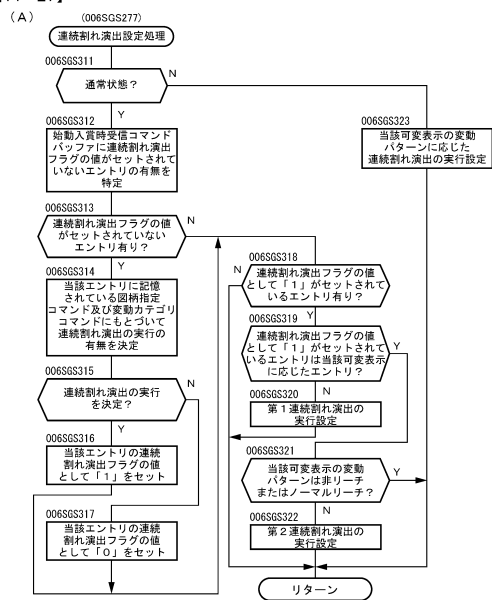 (A)
(006SGS277)
連続割れ演出設定処理
006SGS311
通常状態?
N
Y
006SGS312
始動入賞時受信コマンド
バッファに連続割れ演出
フラグの値がセットされて
いないエントリの有無を
特定
006SGS323
当該可変表示の変動
パターンに応じた
連続割れ演出の実行設定
006SGS313
連続割れ演出フラグの値
がセットされていない
エントリ有り?
N
Y
006SGS314
当該エントリに記憶
されている図柄指定
コマンド及び変動カテゴリ
コマンドにもとづいて
連続割れ演出の実行の
有無を決定
006SGS315
連続割れ演出の実行
を決定?
N
Y
006SGS316
当該エントリの連続
割れ演出フラグの値
として「1」をセット
006SGS317
当該エントリの連続
割れ演出フラグの値
として「0」をセット
006SGS318
N
連続割れ演出フラグの値
として「1」がセットされて
いるエントリ有り?
Y
006SGS319
連続割れ演出フラグの値
として「1」がセットされて
いるエントリは当該可変表示
に応じたエントリ?
Y
N
006SGS320
第1連続割れ演出の
実行設定
006SGS321
当該可変表示の変動
パターンは非リーチ
またはノーマルリーチ?
Y
N
006SGS322
第2連続割れ演出の
実行設定
リターン